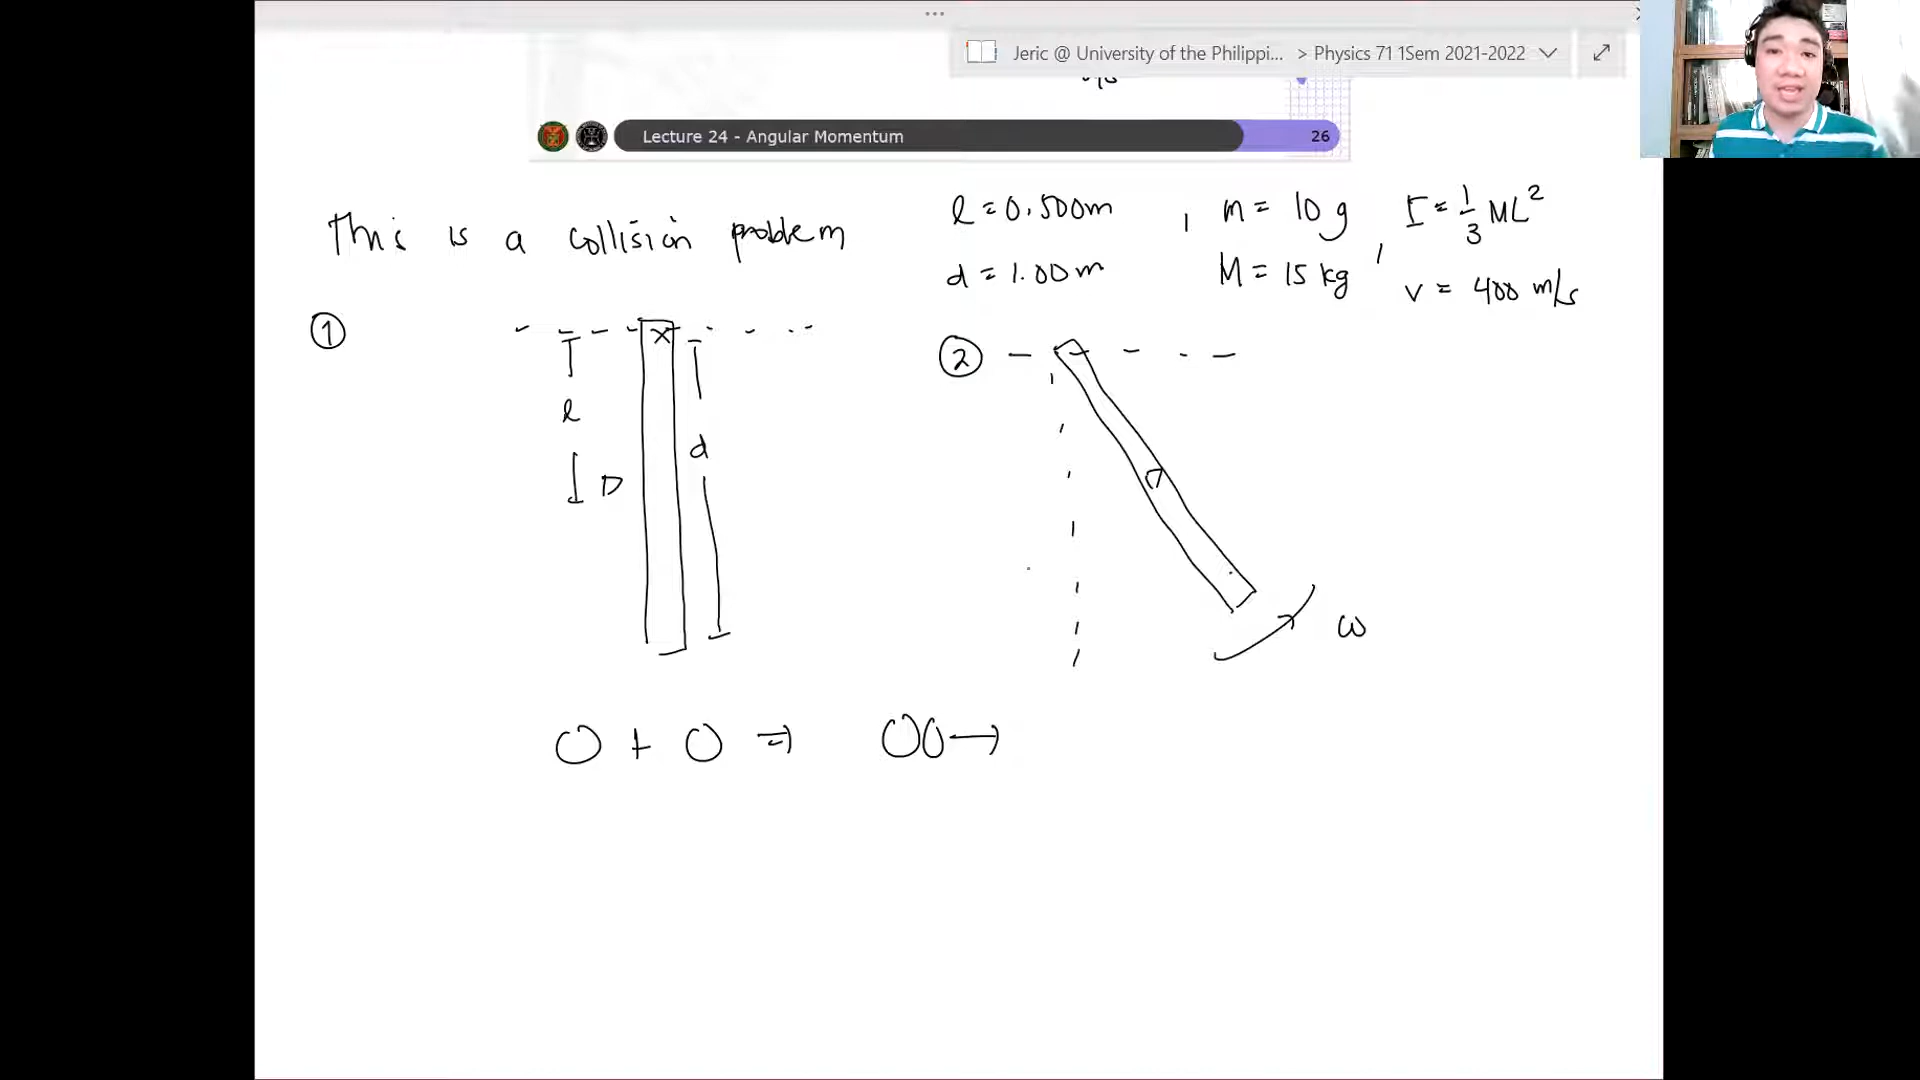 Jeric @ University of the Philippi... > Physics 71 1Sem 2021-2022
Lecture 24 - Angular Momentum 26
This is a collision problem
l = 0.500m , m = 10 g , I = 1/3 ML²
d = 1.00 m M = 15 kg v = 400 m/s
①
l
d
②
ω
O + O ⇒ OO→